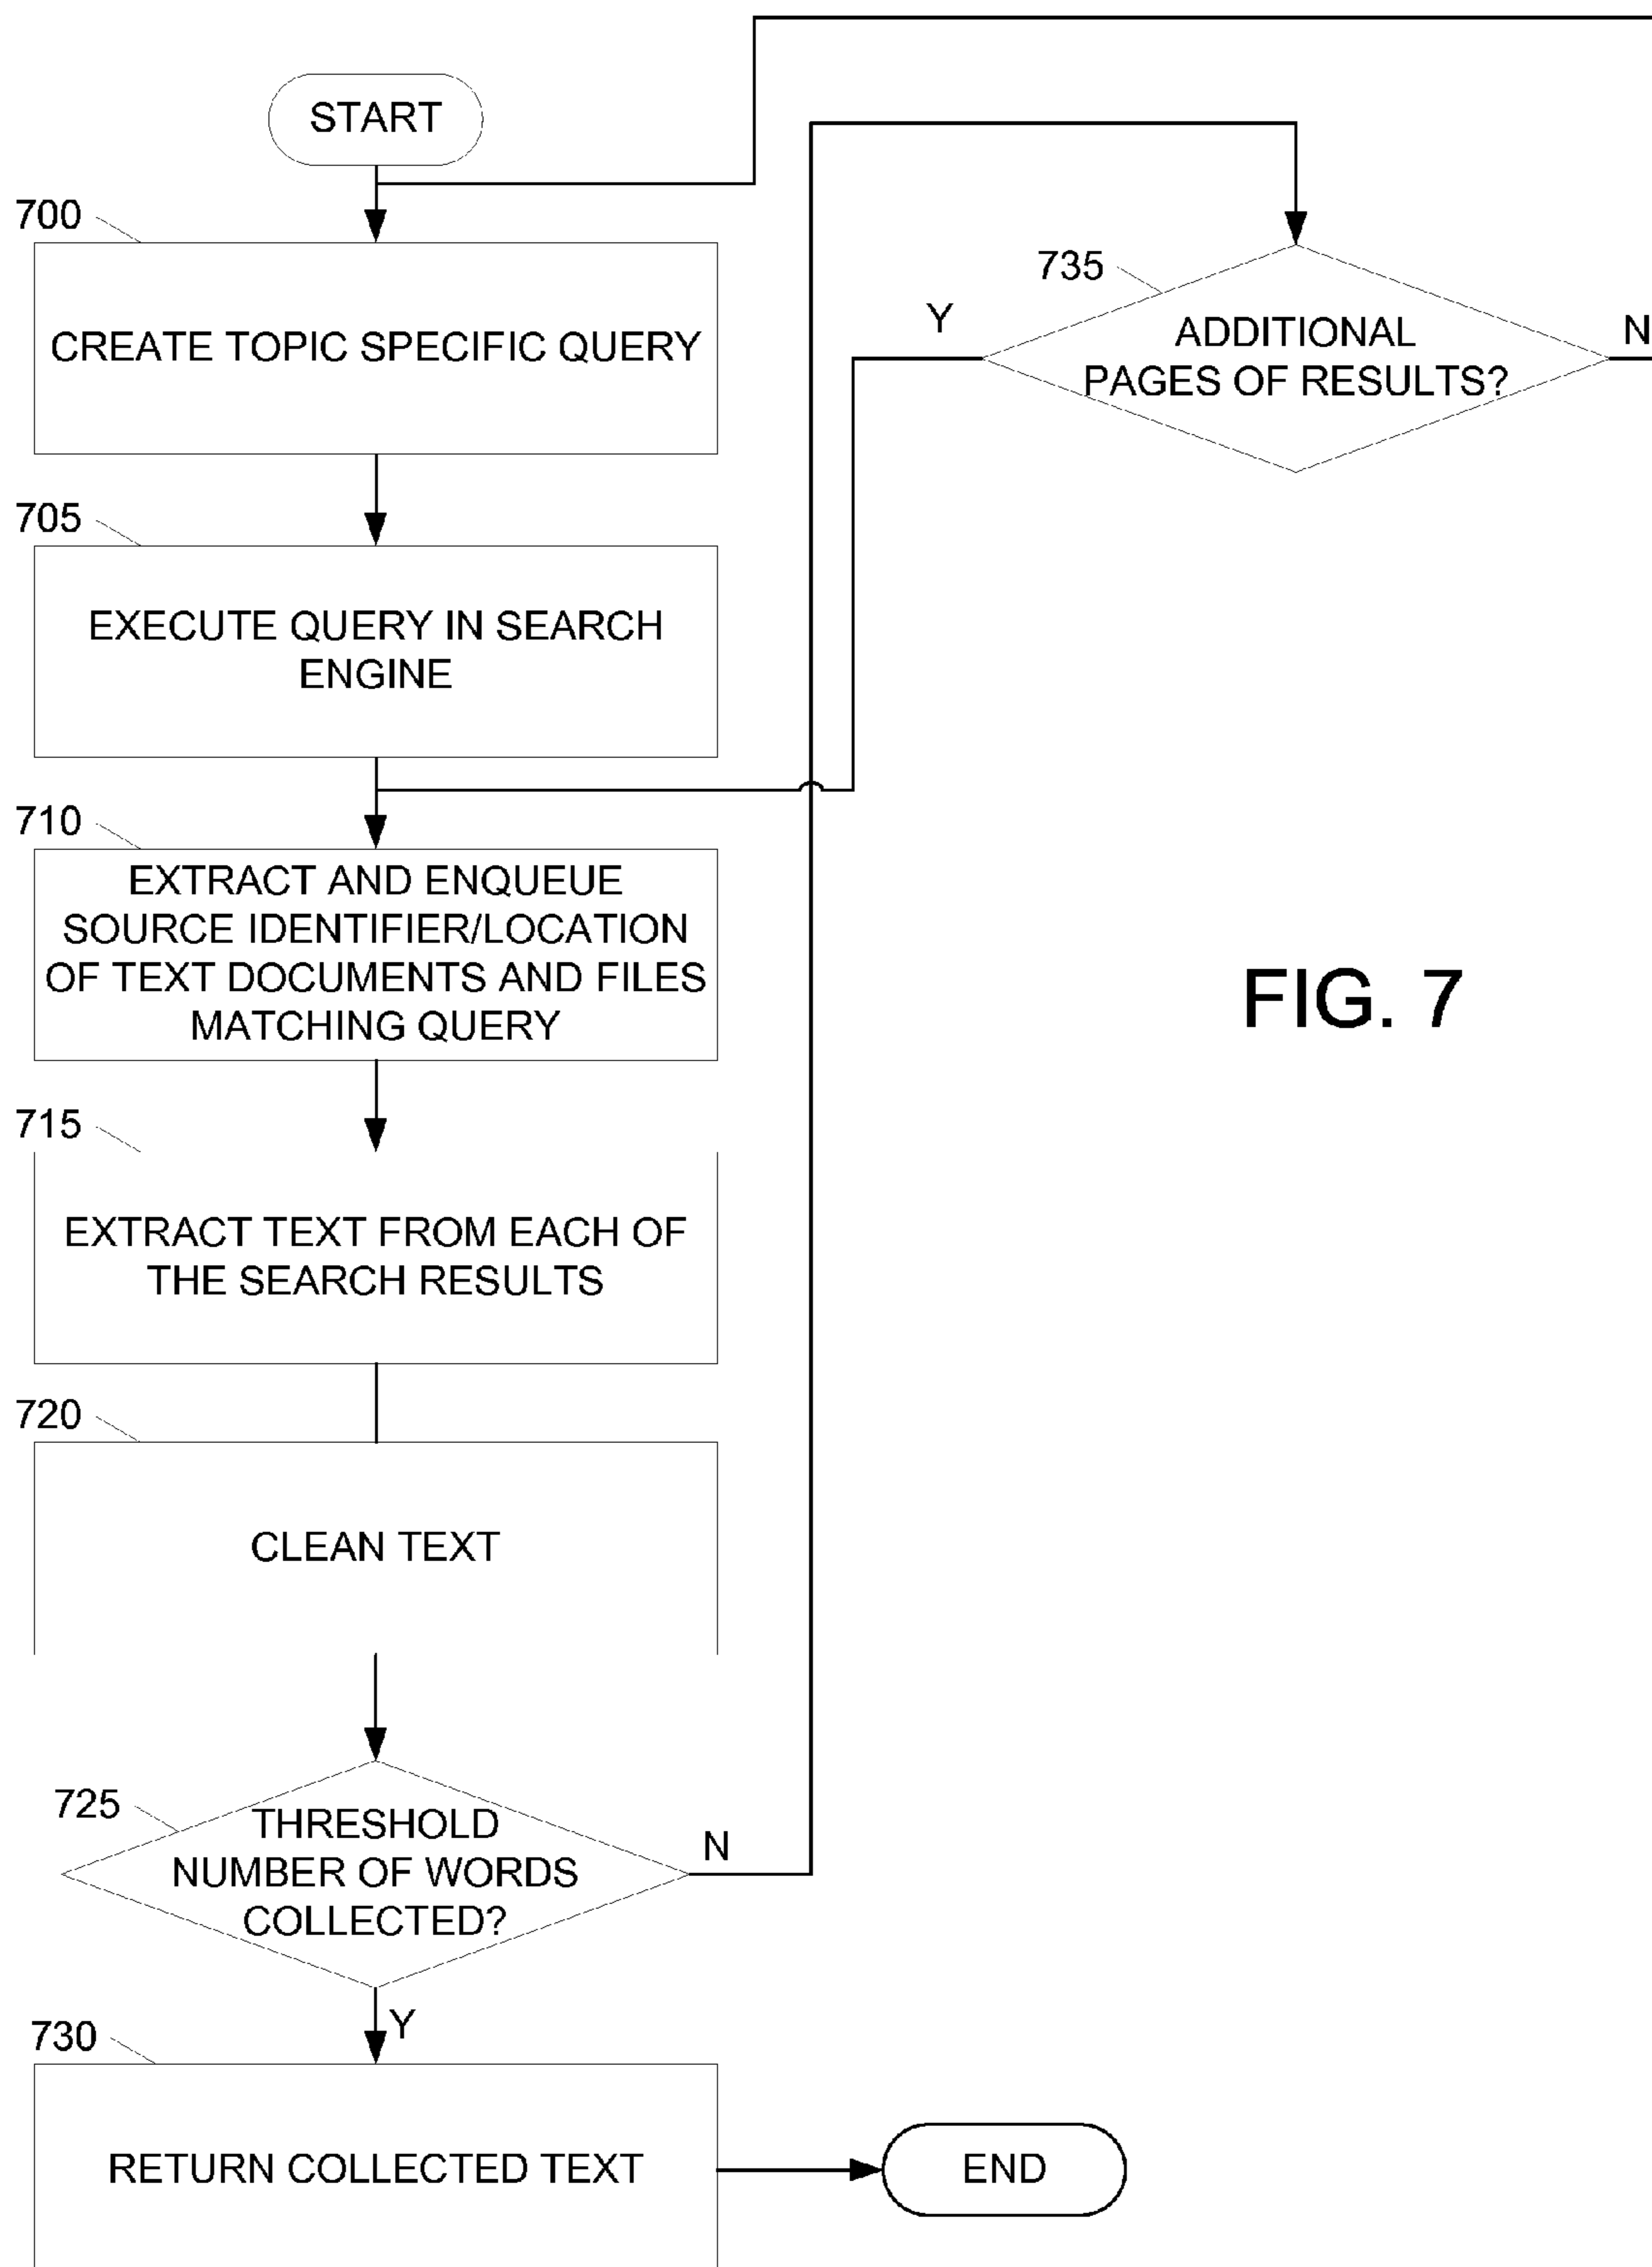 START
700
CREATE TOPIC SPECIFIC QUERY
705
EXECUTE QUERY IN SEARCH
ENGINE
710
EXTRACT AND ENQUEUE
SOURCE IDENTIFIER/LOCATION
OF TEXT DOCUMENTS AND FILES
MATCHING QUERY
715
EXTRACT TEXT FROM EACH OF
THE SEARCH RESULTS
720
CLEAN TEXT
725
THRESHOLD
NUMBER OF WORDS
COLLECTED?
N
Y
730
RETURN COLLECTED TEXT
END
735
ADDITIONAL
PAGES OF RESULTS?
Y
N
FIG. 7